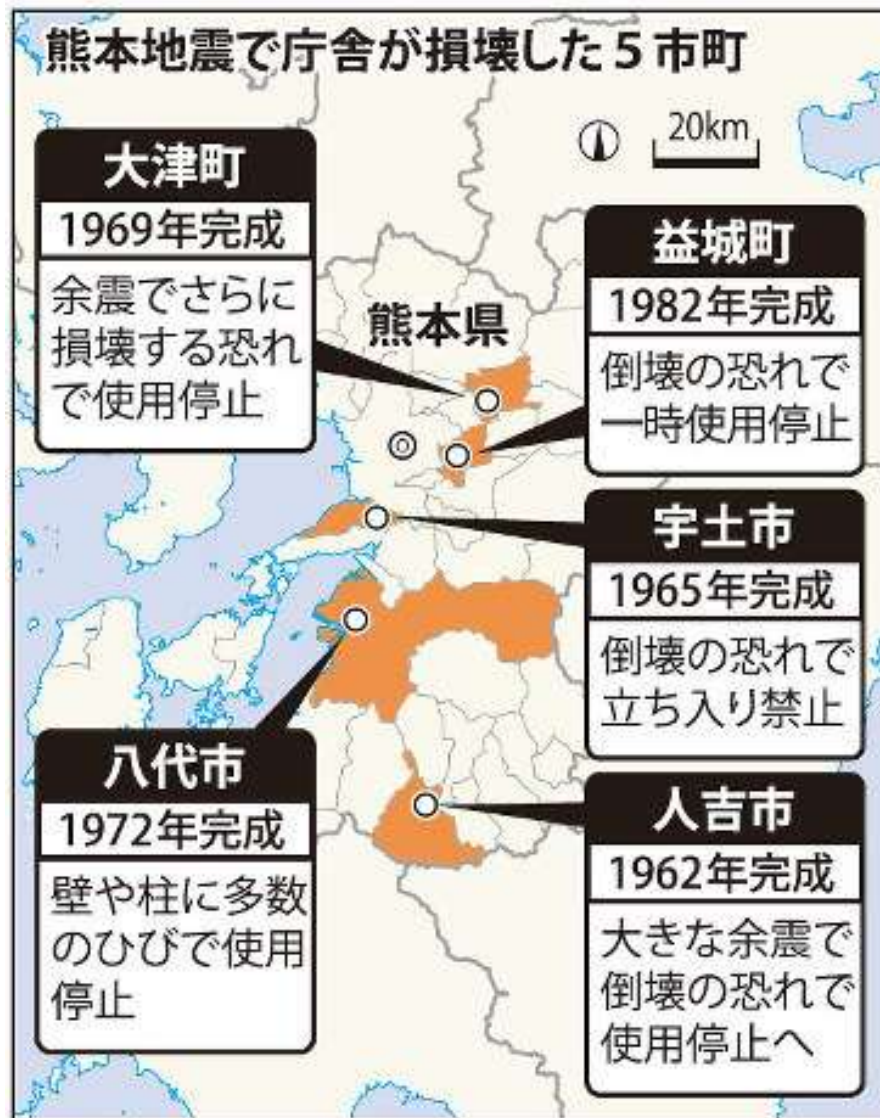 熊本地震で庁舎が損壊した5市町
20km
大津町
1969年完成
余震でさらに
損壊する恐れ
で使用停止
熊本県
益城町
1982年完成
倒壊の恐れで
一時使用停止
宇土市
1965年完成
倒壊の恐れで
立ち入り禁止
八代市
1972年完成
壁や柱に多数
のひびで使用
停止
人吉市
1962年完成
大きな余震で
倒壊の恐れで
使用停止へ